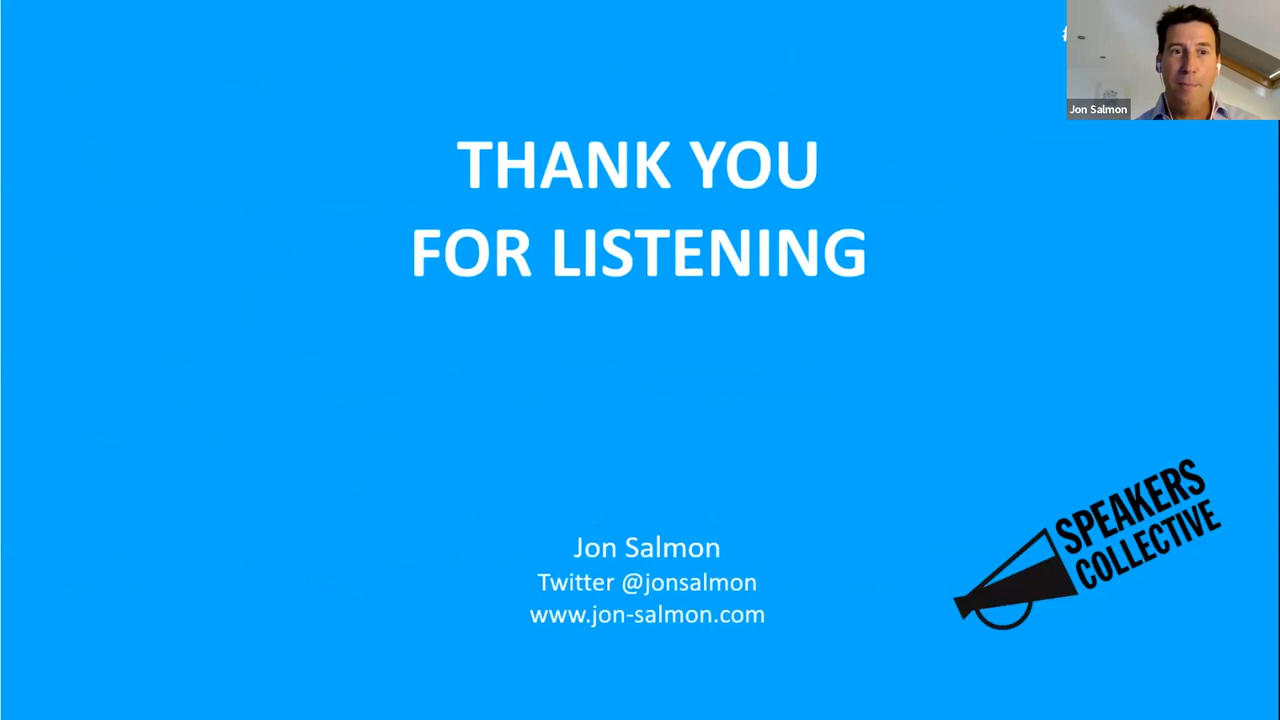 Jon Salmon
THANK YOU
FOR LISTENING
Jon Salmon
Twitter @jonsalmon
www.jon-salmon.com
SPEAKERS
COLLECTIVE